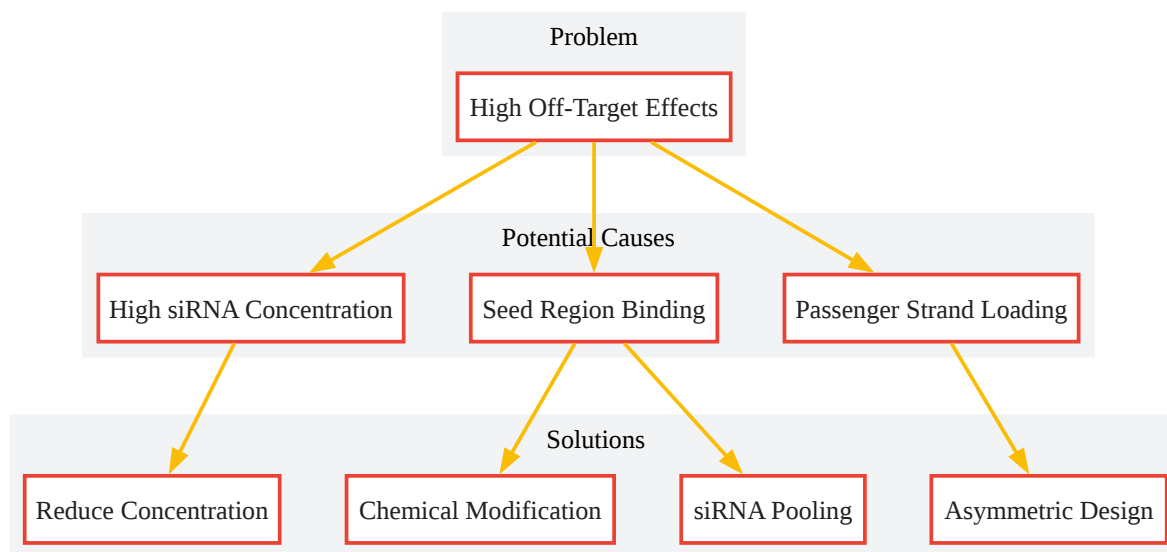 Problem
High Off-Target Effects
Potential Causes
High siRNA Concentration
Seed Region Binding
Passenger Strand Loading
Solutions
Reduce Concentration
Chemical Modification
siRNA Pooling
Asymmetric Design